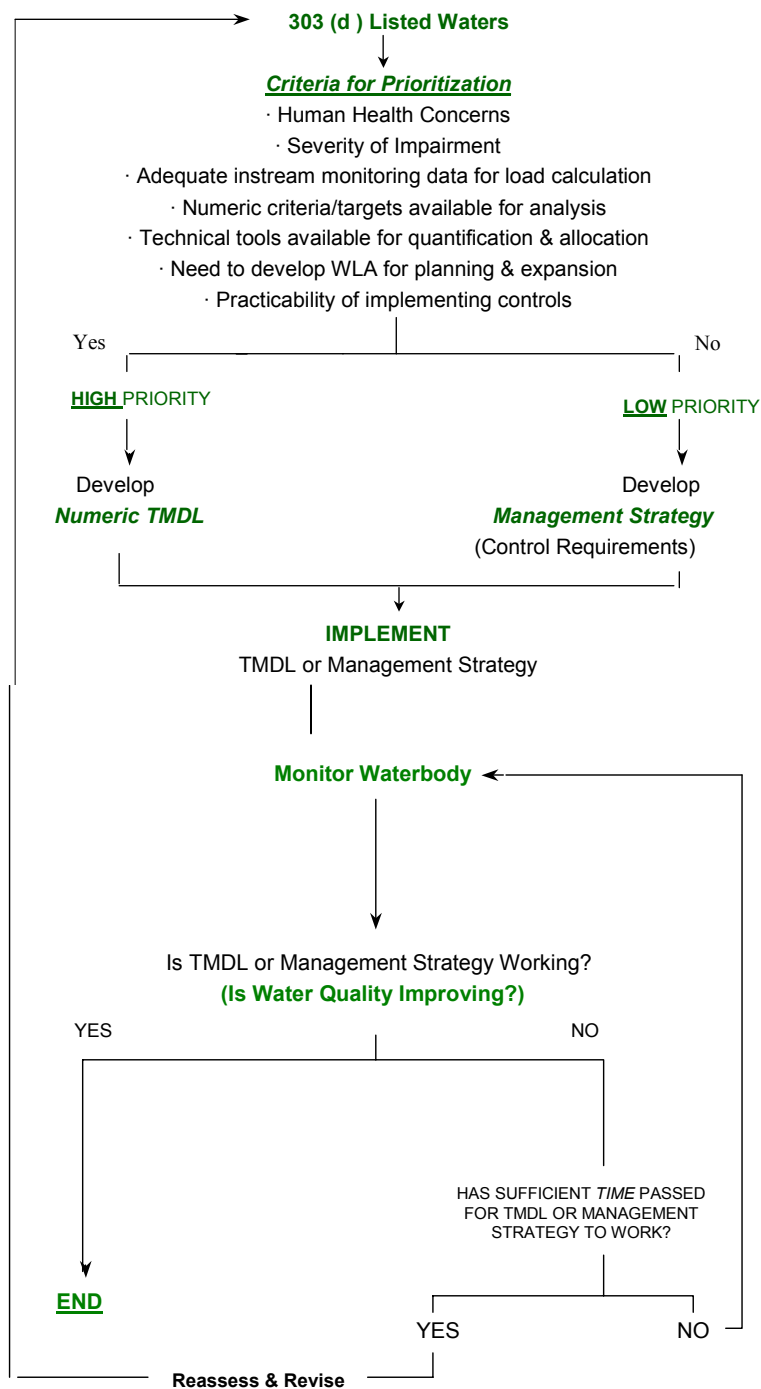 303 (d ) Listed Waters
Criteria for Prioritization
· Human Health Concerns
· Severity of Impairment
· Adequate instream monitoring data for load calculation
· Numeric criteria/targets available for analysis
· Technical tools available for quantification & allocation
· Need to develop WLA for planning & expansion
· Practicability of implementing controls
Yes
No
HIGH PRIORITY
LOW PRIORITY
Develop
Numeric TMDL
Develop
Management Strategy
(Control Requirements)
IMPLEMENT
TMDL or Management Strategy
Monitor Waterbody
Is TMDL or Management Strategy Working?
(Is Water Quality Improving?)
YES
NO
HAS SUFFICIENT TIME PASSED
FOR TMDL OR MANAGEMENT
STRATEGY TO WORK?
END
YES
NO
Reassess & Revise